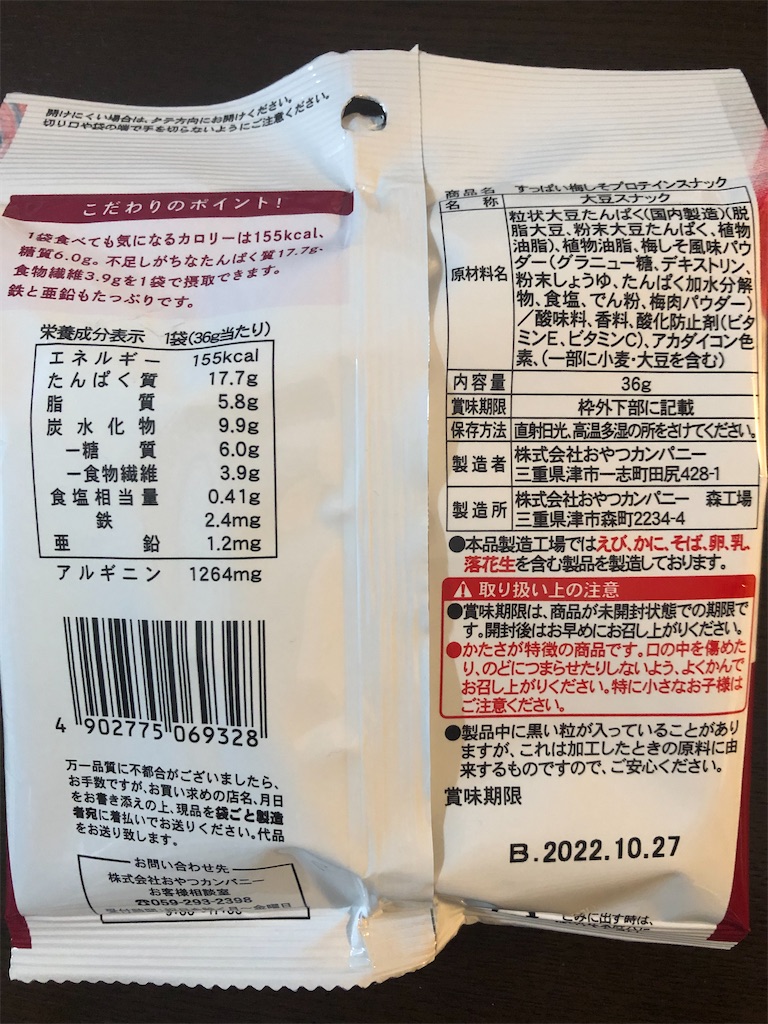 開けにくい場合は、タテ方向にお開けください。
切り口や袋の端で手を切らないようにご注意ください。
こだわりのポイント!
1袋食べても気になるカロリーは155kcal、
糖質6.0g。不足しがちなたんぱく質17.7g、
食物繊維3.9gを1袋で摂取できます。
鉄と亜鉛もたっぷりです。
栄養成分表示 1袋(36g当たり)
エネルギー 155kcal
たんぱく質 17.7g
脂質 5.8g
炭水化物 9.9g
−糖質 6.0g
−食物繊維 3.9g
食塩相当量 0.41g
鉄 2.4mg
亜鉛 1.2mg
アルギニン 1264mg
4 902775 069328
万一品質に不都合がございましたら、
お手数ですが、お買い求めの店名、月日
をお書き添えの上、現品を袋ごと製造
者宛に着払いでお送りください。代品
をお送り致します。
お問い合わせ先
株式会社おやつカンパニー
お客様相談室
☎059-293-2398
商品名 すっぱい梅しそプロテインスナック
名称 大豆スナック
原材料名 粒状大豆たんぱく(国内製造)(脱
脂大豆、粉末大豆たんぱく、植物
油脂)、植物油脂、梅しそ風味パウ
ダー(グラニュー糖、デキストリン、
粉末しょうゆ、たんぱく加水分解
物、食塩、でん粉、梅肉パウダー)
/酸味料、香料、酸化防止剤(ビタ
ミンE、ビタミンC)、アカダイコン色
素、(一部に小麦・大豆を含む)
内容量 36g
賞味期限 枠外下部に記載
保存方法 直射日光、高温多湿の所をさけてください。
製造者 株式会社おやつカンパニー
三重県津市一志町田尻428-1
製造所 株式会社おやつカンパニー 森工場
三重県津市森町2234-4
●本品製造工場ではえび、かに、そば、卵、乳、
落花生を含む製品を製造しております。
⚠取り扱い上の注意
●賞味期限は、商品が未開封状態での期限で
す。開封後はお早めにお召し上がりください。
●かたさが特徴の商品です。口の中を傷めた
り、のどにつまらせたりしないよう、よくかんで
お召し上がりください。特に小さなお子様は
ご注意ください。
●製品中に黒い粒が入っていることがあり
ますが、これは加工したときの原料に由
来するものですので、ご安心ください。
賞味期限
B.2022.10.27
ごみに出す時は、